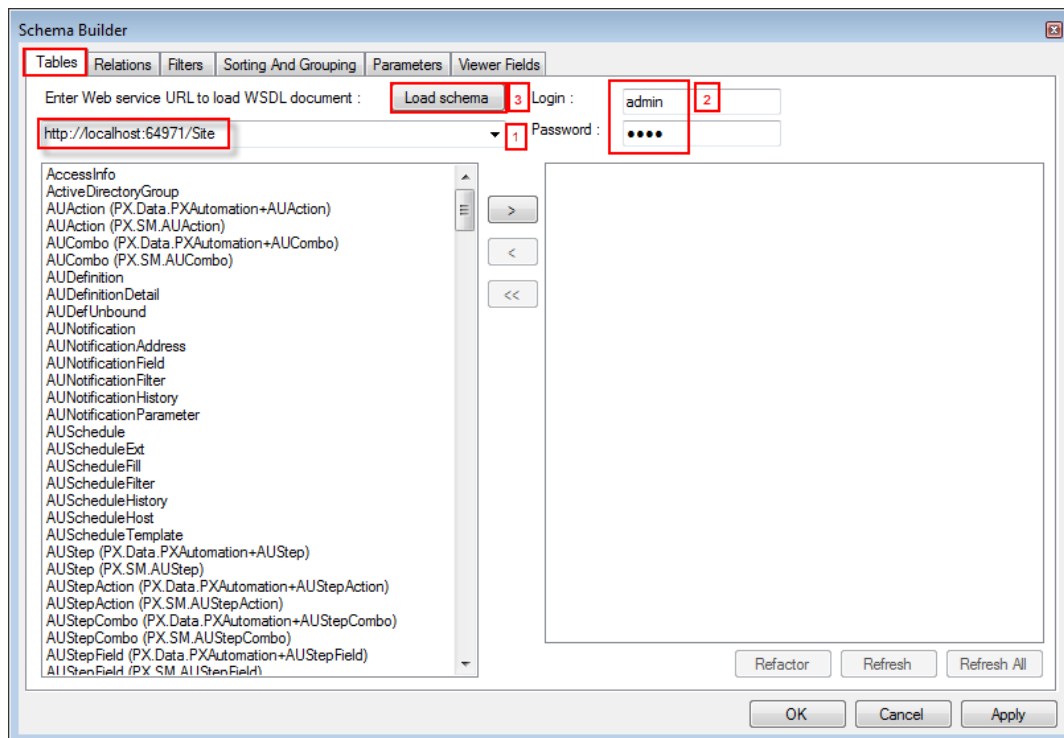 Schema Builder
Tables Relations Filters Sorting And Grouping Parameters Viewer Fields
Enter Web service URL to load WSDL document : Load schema 3 Login : admin 2
http://localhost:64971/Site 1 Password : ●●●●
AccessInfo
ActiveDirectoryGroup
AUAction (PX.Data.PXAutomation+AUAction)
AUAction (PX.SM.AUAction)
AUCombo (PX.Data.PXAutomation+AUCombo)
AUCombo (PX.SM.AUCombo)
AUDefinition
AUDefinitionDetail
AUDefUnbound
AUNotification
AUNotificationAddress
AUNotificationField
AUNotificationFilter
AUNotificationHistory
AUNotificationParameter
AUSchedule
AUScheduleExt
AUScheduleFill
AUScheduleFilter
AUScheduleHistory
AUScheduleHost
AUScheduleTemplate
AUStep (PX.Data.PXAutomation+AUStep)
AUStep (PX.SM.AUStep)
AUStepAction (PX.Data.PXAutomation+AUStepAction)
AUStepAction (PX.SM.AUStepAction)
AUStepCombo (PX.Data.PXAutomation+AUStepCombo)
AUStepCombo (PX.SM.AUStepCombo)
AUStepField (PX.Data.PXAutomation+AUStepField)
AUStepField (PX.SM.AUStepField)
>
<
<<
Refactor Refresh Refresh All
OK Cancel Apply